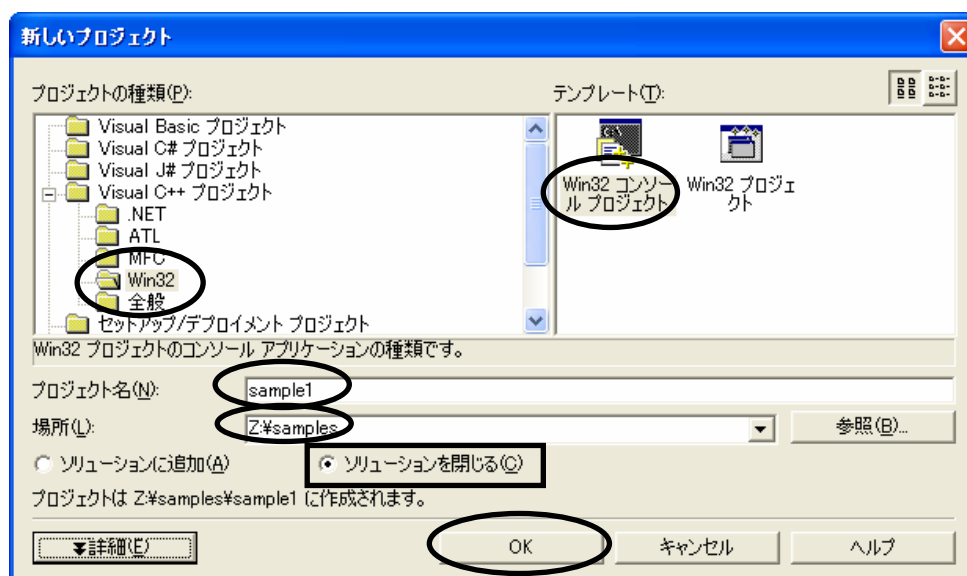 新しいプロジェクト
プロジェクトの種類(P):
テンプレート(T):
Visual Basic プロジェクト
Visual C# プロジェクト
Visual J# プロジェクト
Visual C++ プロジェクト
.NET
ATL
MFC
Win32
全般
セットアップ/デプロイメント プロジェクト
Win32 コンソー
ル プロジェクト
Win32 プロジェ
クト
Win32 プロジェクトのコンソール アプリケーションの種類です。
プロジェクト名(N):
sample1
場所(L):
Z:¥samples
参照(B)...
ソリューションに追加(A)
ソリューションを閉じる(C)
プロジェクトは Z:¥samples¥sample1 に作成されます。
詳細(E)
OK
キャンセル
ヘルプ